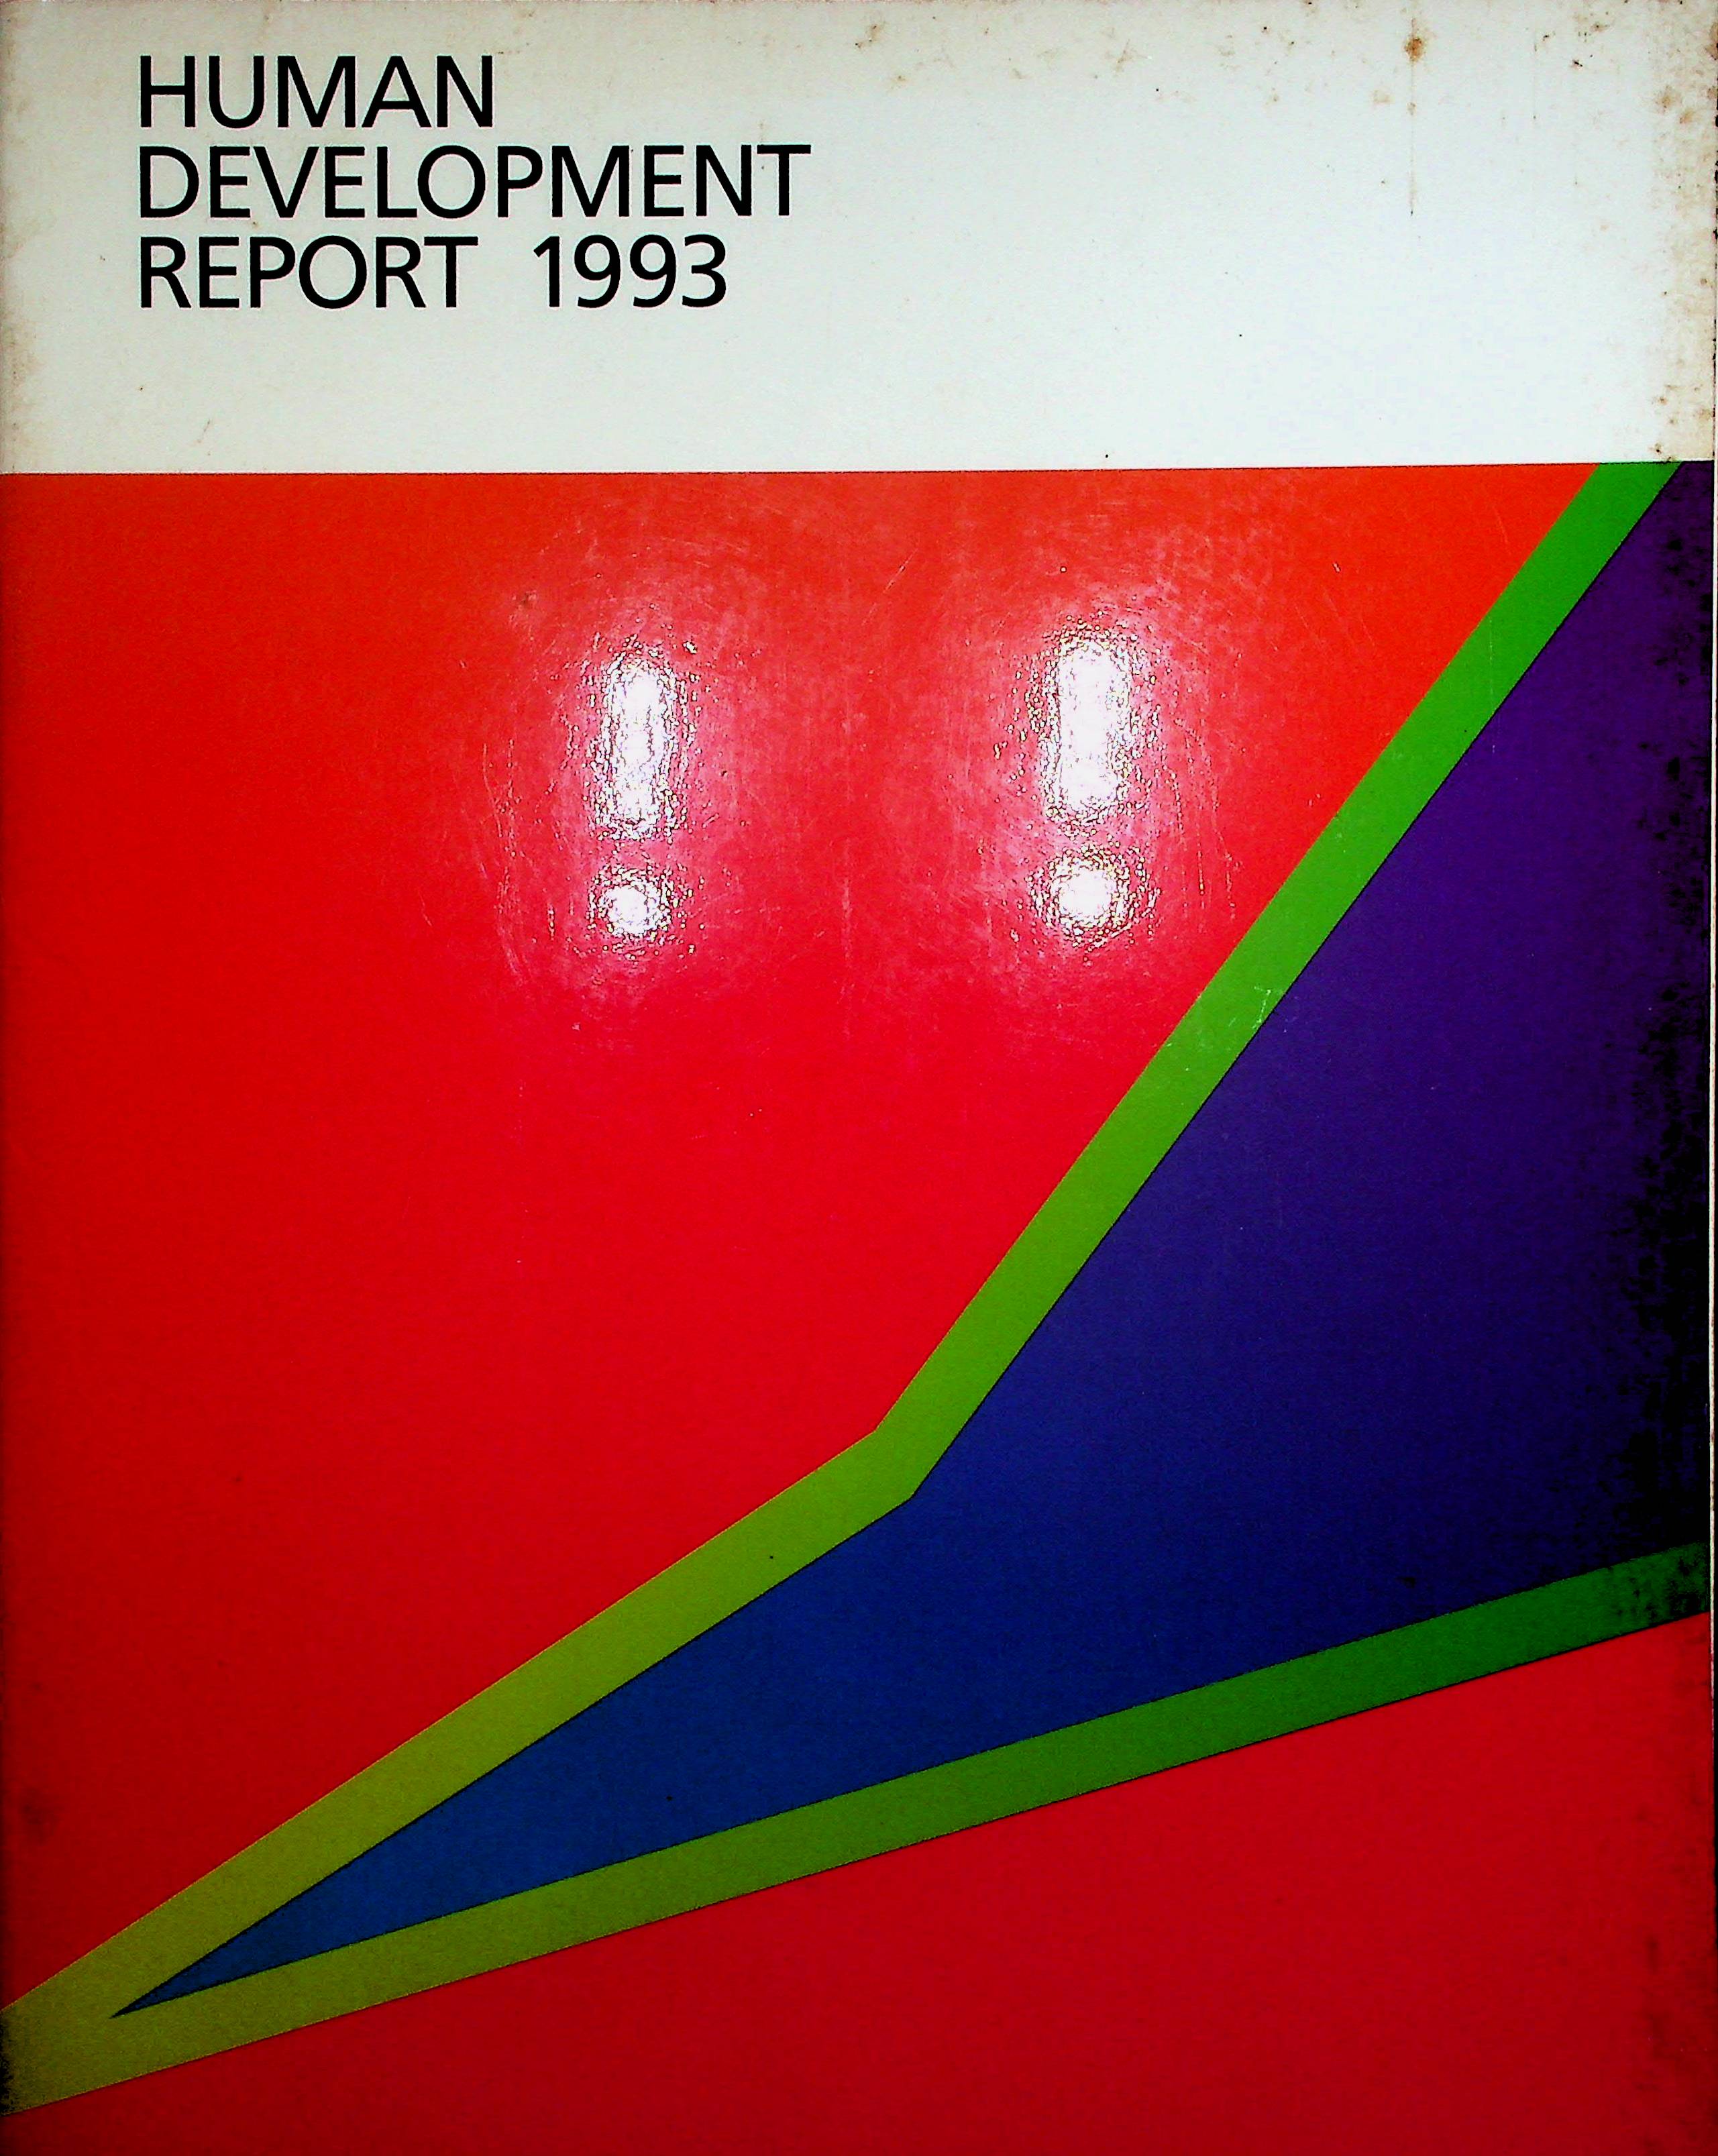 HUMAN
DEVELOPMENT
REPORT 1993